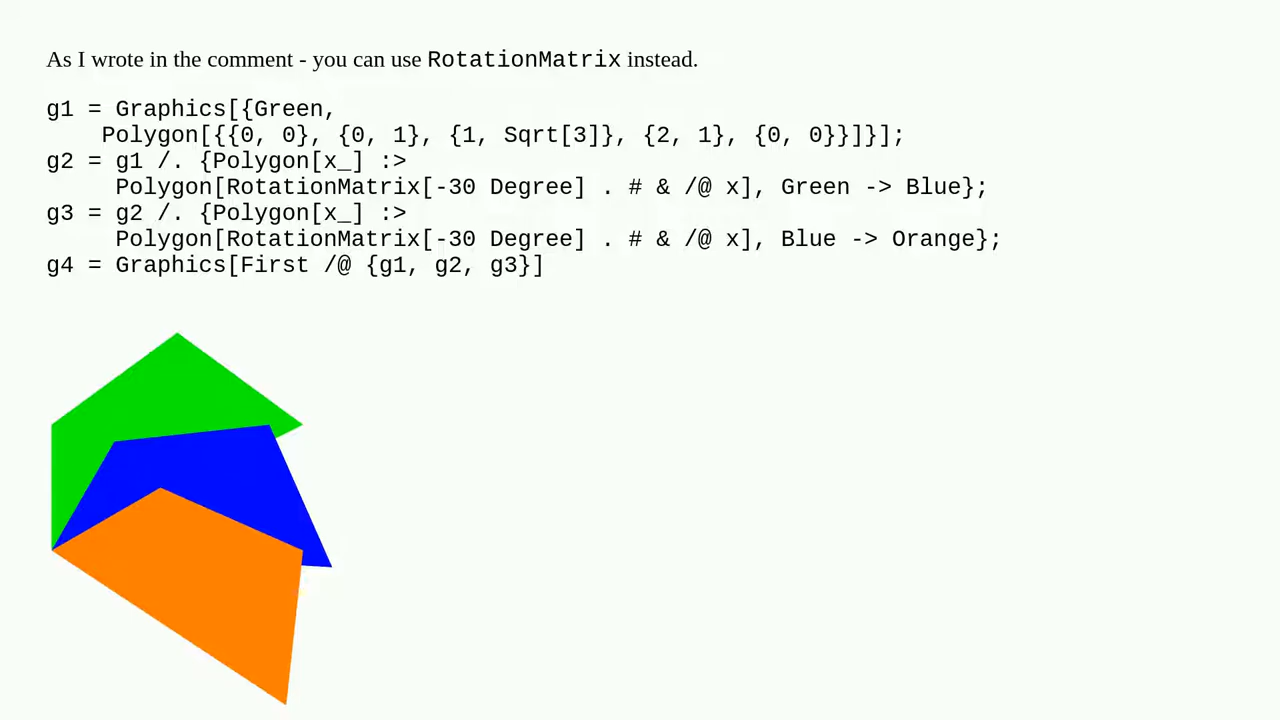 As I wrote in the comment - you can use RotationMatrix instead.
g1 = Graphics[{Green,
    Polygon[{{0, 0}, {0, 1}, {1, Sqrt[3]}, {2, 1}, {0, 0}}]}];
g2 = g1 /. {Polygon[x_] :>
     Polygon[RotationMatrix[-30 Degree] . # & /@ x], Green -> Blue};
g3 = g2 /. {Polygon[x_] :>
     Polygon[RotationMatrix[-30 Degree] . # & /@ x], Blue -> Orange};
g4 = Graphics[First /@ {g1, g2, g3}]